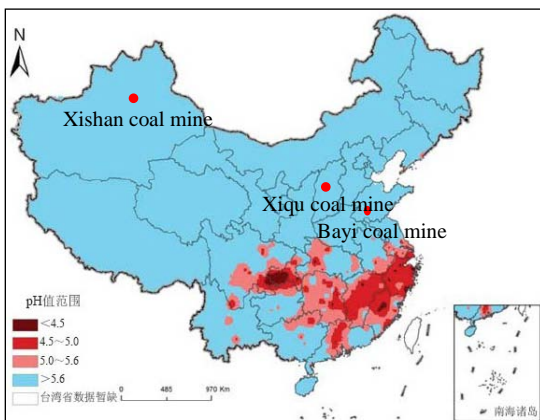 N
Xishan coal mine
Xiqu coal mine
Bayi coal mine
pH值范围
<4.5
4.5~5.0
5.0~5.6
>5.6
台湾省数据暂缺
0 485 970 Km
南海诸岛